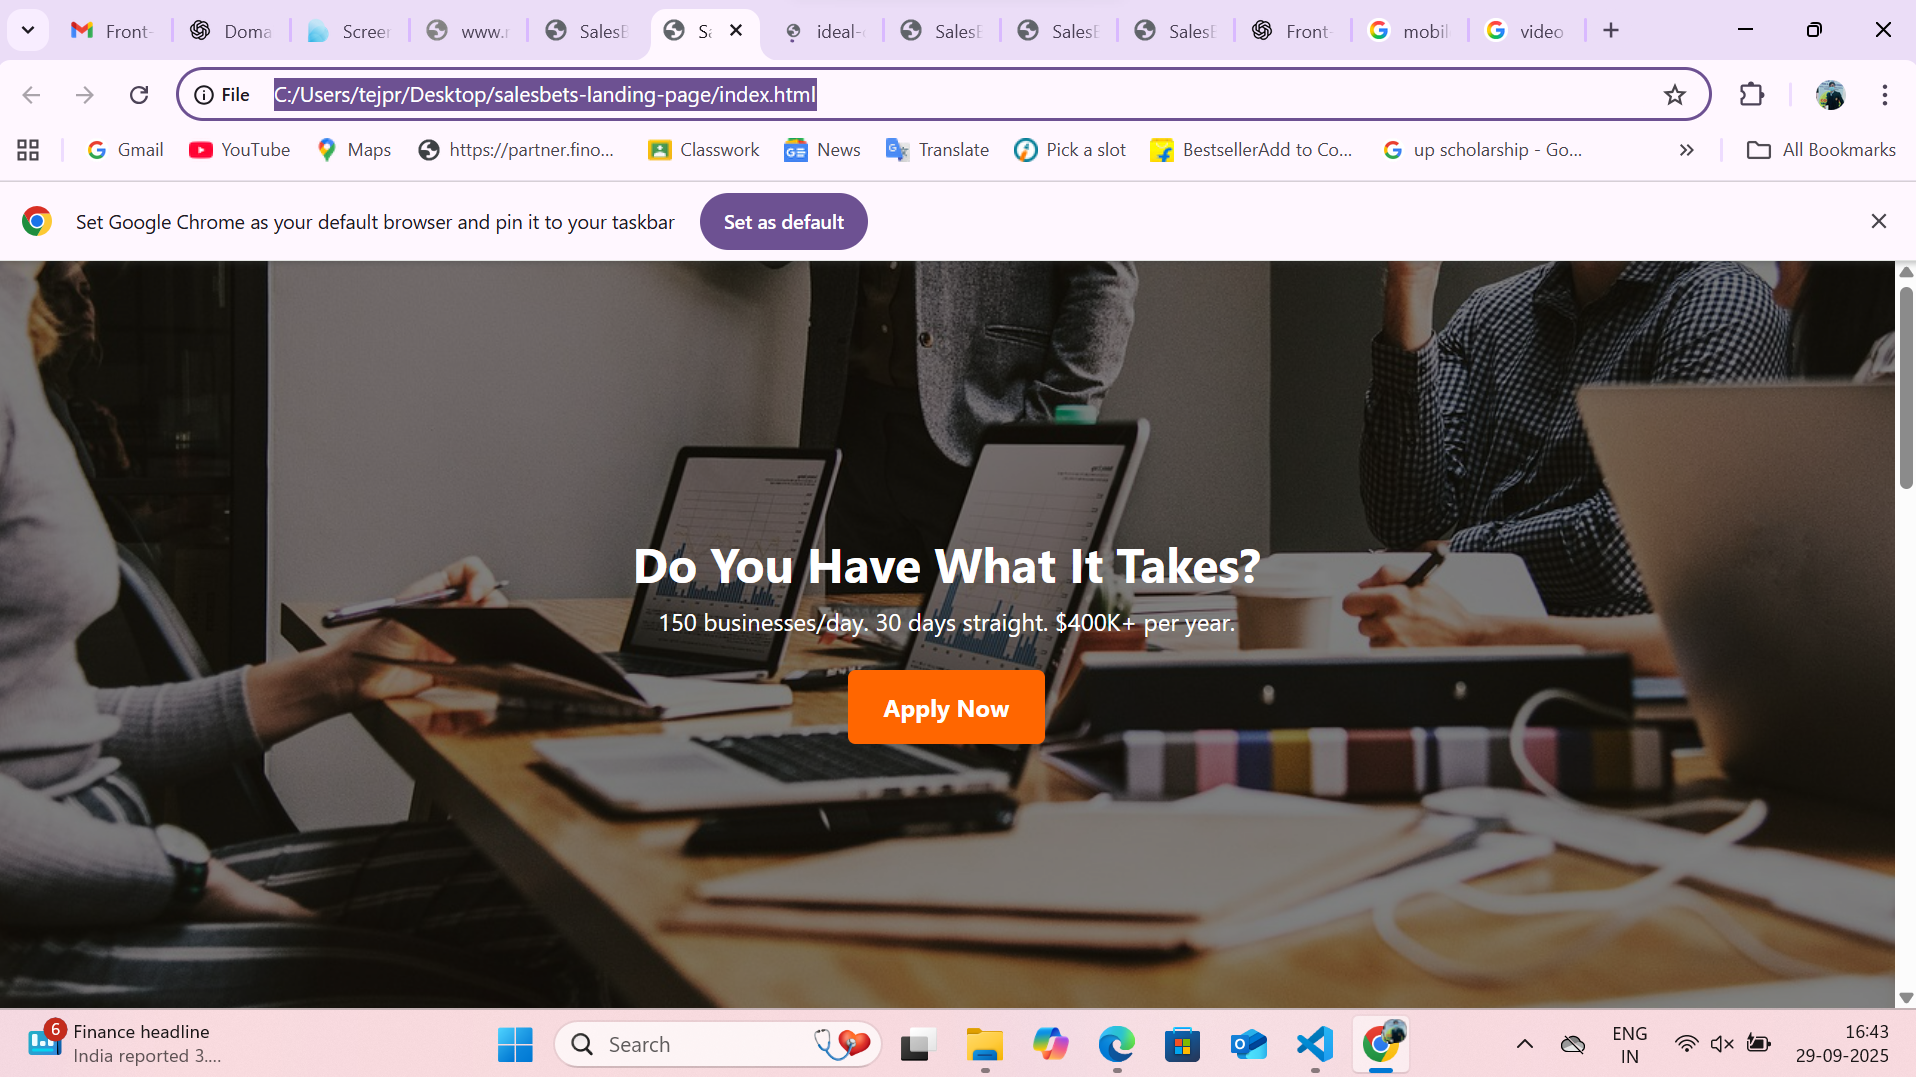 Front-
Doma
Screer
www.r
SalesB
Sa
ideal-
SalesB
SalesB
SalesB
Front-
mobil
video
File
C:/Users/tejpr/Desktop/salesbets-landing-page/index.html
Gmail
YouTube
Maps
https://partner.fino...
Classwork
News
Translate
Pick a slot
BestsellerAdd to Co...
up scholarship - Go...
All Bookmarks
Set Google Chrome as your default browser and pin it to your taskbar
Set as default
Do You Have What It Takes?
150 businesses/day. 30 days straight. $400K+ per year.
Apply Now
6
Finance headline
India reported 3....
Search
ENG
IN
16:43
29-09-2025